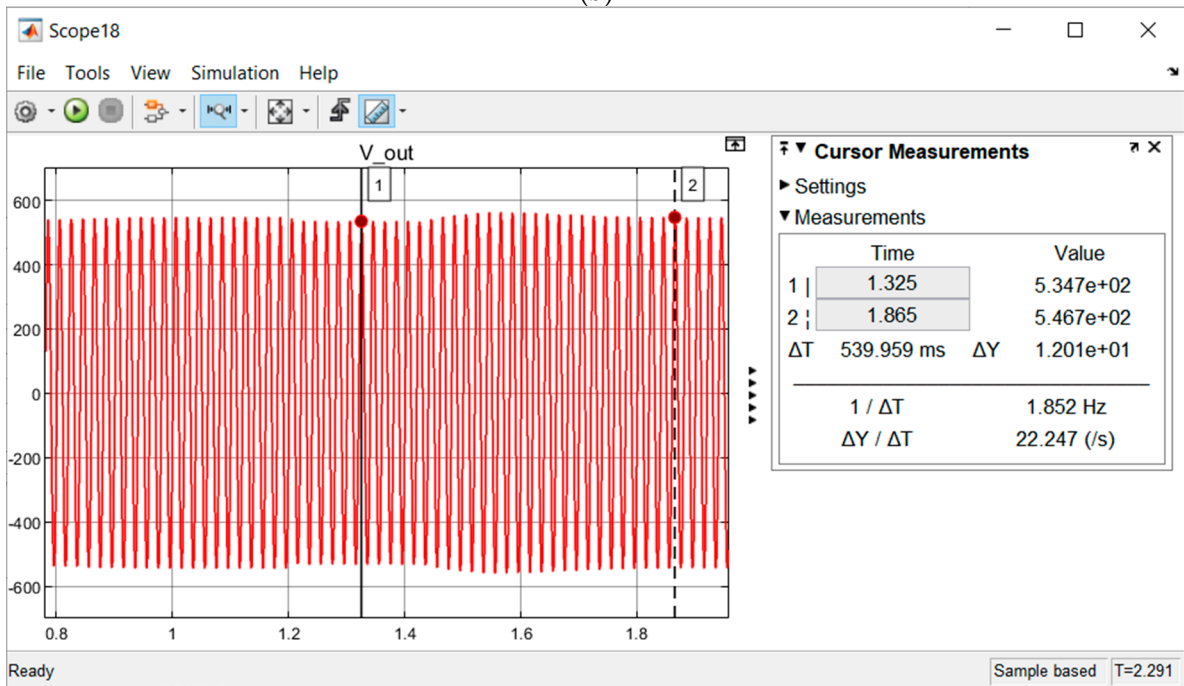 Scope18
File Tools View Simulation Help
V_out
1
2
600
400
200
0
-200
-400
-600
0.8 1 1.2 1.4 1.6 1.8
Cursor Measurements
Settings
Measurements
Time Value
1 | 1.325 5.347e+02
2 ¦ 1.865 5.467e+02
ΔT 539.959 ms ΔY 1.201e+01
1 / ΔT 1.852 Hz
ΔY / ΔT 22.247 (/s)
Ready Sample based T=2.291